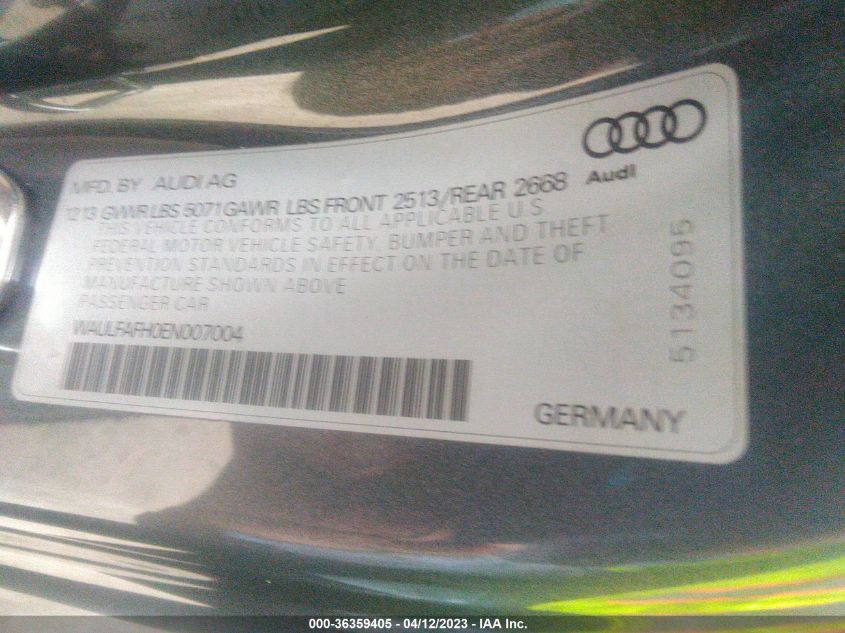 MFD. BY AUDI AG
1213 GVWR LBS 5071 GAWR LBS FRONT 2513/REAR 2668
THIS VEHICLE CONFORMS TO ALL APPLICABLE U S
FEDERAL MOTOR VEHICLE SAFETY, BUMPER AND THEFT
PREVENTION STANDARDS IN EFFECT ON THE DATE OF
MANUFACTURE SHOWN ABOVE
PASSENGER CAR
WAULFAFH0EN007004
Audi
5134095
GERMANY
000-36359405 - 04/12/2023 - IAA Inc.